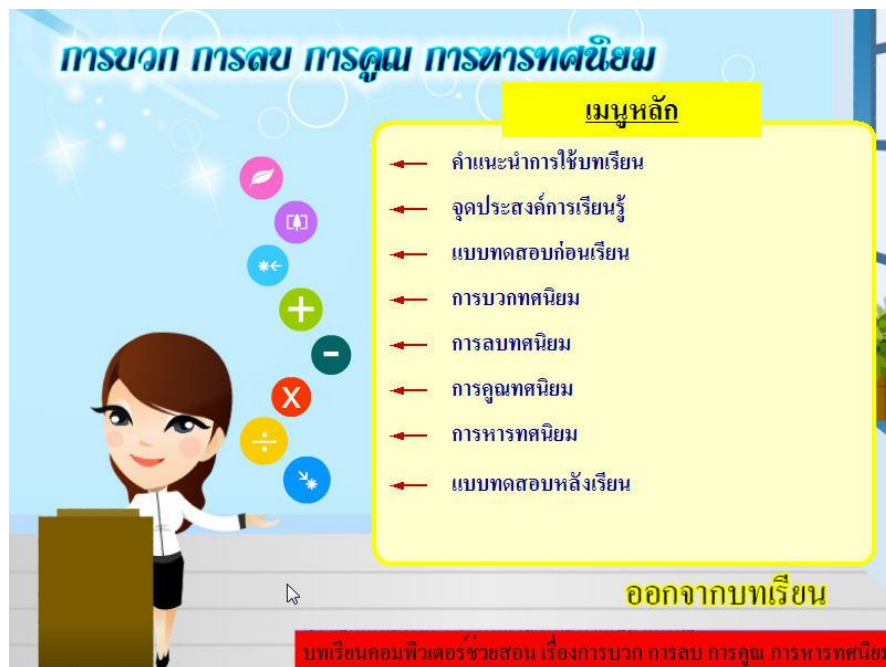 การบวก การลบ การคูณ การหารทศนิยม
เมนูหลัก
คำแนะนำการใช้บทเรียน
จุดประสงค์การเรียนรู้
แบบทดสอบก่อนเรียน
การบวกทศนิยม
การลบทศนิยม
การคูณทศนิยม
การหารทศนิยม
แบบทดสอบหลังเรียน
ออกจากบทเรียน
บทเรียนคอมพิวเตอร์ช่วยสอน เรื่องการบวก การลบ การคูณ การหารทศนิยม